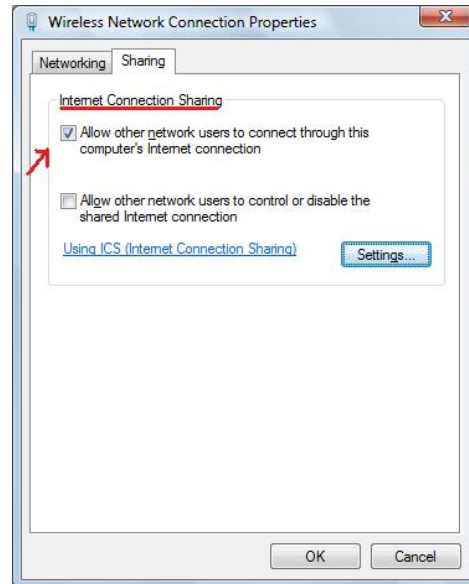 Wireless Network Connection Properties
Networking
Sharing
Internet Connection Sharing
Allow other network users to connect through this
computer's Internet connection
Allow other network users to control or disable the
shared Internet connection
Using ICS (Internet Connection Sharing)
Settings...
OK
Cancel